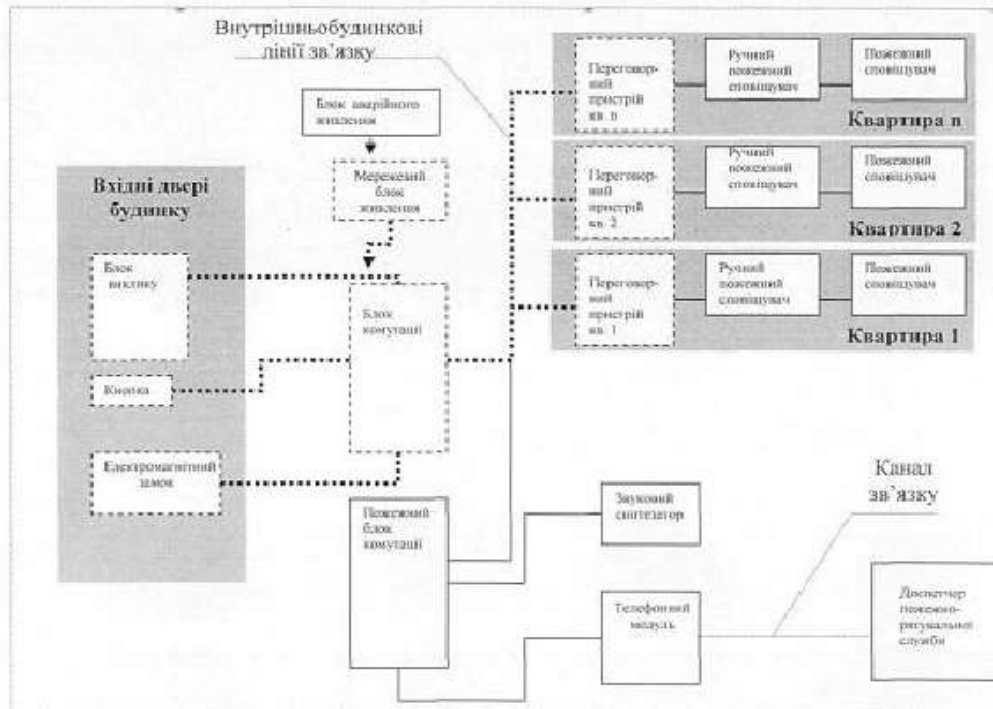 Внутрішньобудинкові
лінії зв’язку
Блок аварійного
живлення
Мережевий
блок
живлення
Вхідні двері
будинку
Блок
виклику
Кнопка
Електромагнітний
замок
Блок
комутації
Пожежний
блок
комутації
Переговор-
ний
пристрій
кв. n
Ручний
пожежний
сповіщувач
Пожежний
сповіщувач
Квартира n
Переговор-
ний
пристрій
кв. 2
Ручний
пожежний
сповіщувач
Пожежний
сповіщувач
Квартира 2
Переговор-
ний
пристрій
кв. 1
Ручний
пожежний
сповіщувач
Пожежний
сповіщувач
Квартира 1
Звуковий
синтезатор
Телефонний
модуль
Канал
зв’язку
Диспетчер
пожежно-
рятувальної
служби